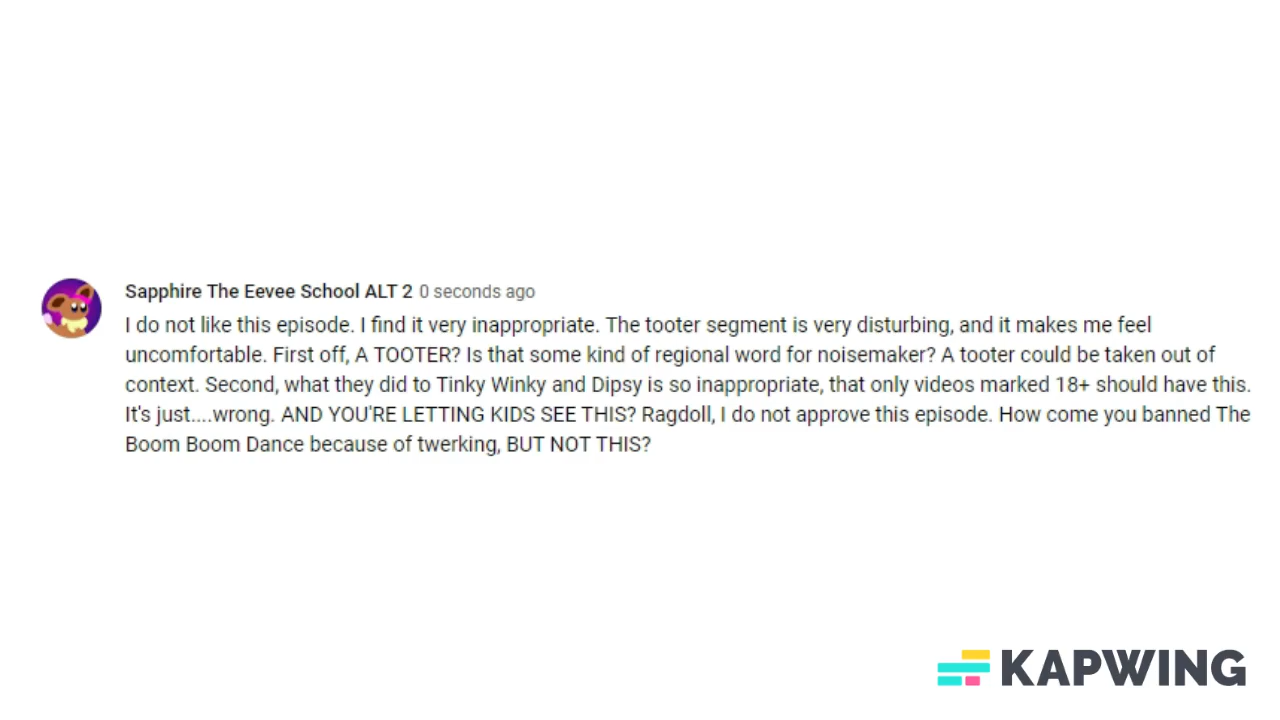 Sapphire The Eevee School ALT 2 0 seconds ago
I do not like this episode. I find it very inappropriate. The tooter segment is very disturbing, and it makes me feel
uncomfortable. First off, A TOOTER? Is that some kind of regional word for noisemaker? A tooter could be taken out of
context. Second, what they did to Tinky Winky and Dipsy is so inappropriate, that only videos marked 18+ should have this.
It's just....wrong. AND YOU'RE LETTING KIDS SEE THIS? Ragdoll, I do not approve this episode. How come you banned The
Boom Boom Dance because of twerking, BUT NOT THIS?
KAPWING